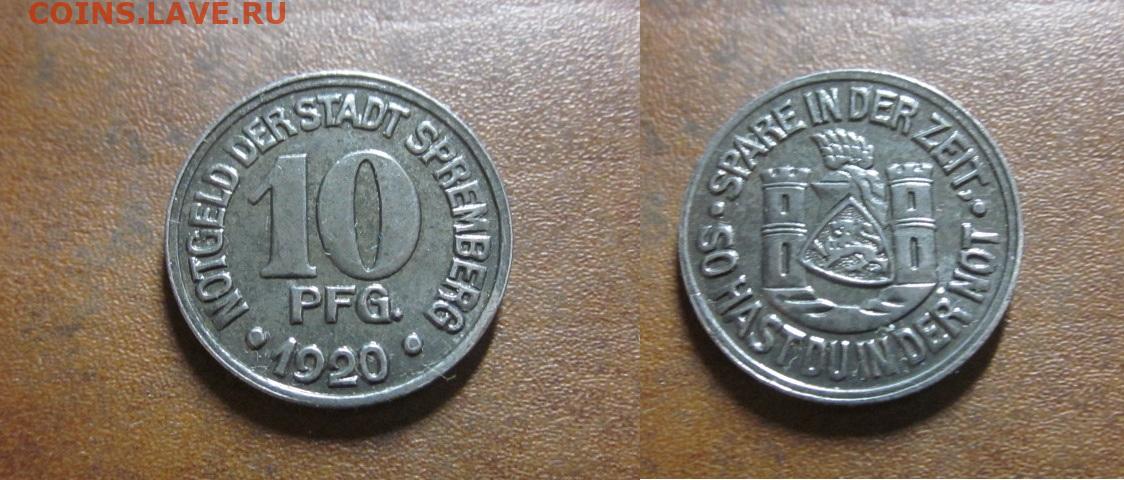 COINS.LAVE.RU
NOTGELD DER STADT SPREMBERG
10
PFG.
• 1920 •
• SPARE IN DER ZEIT, •
SO HAST DU IN DER NOT